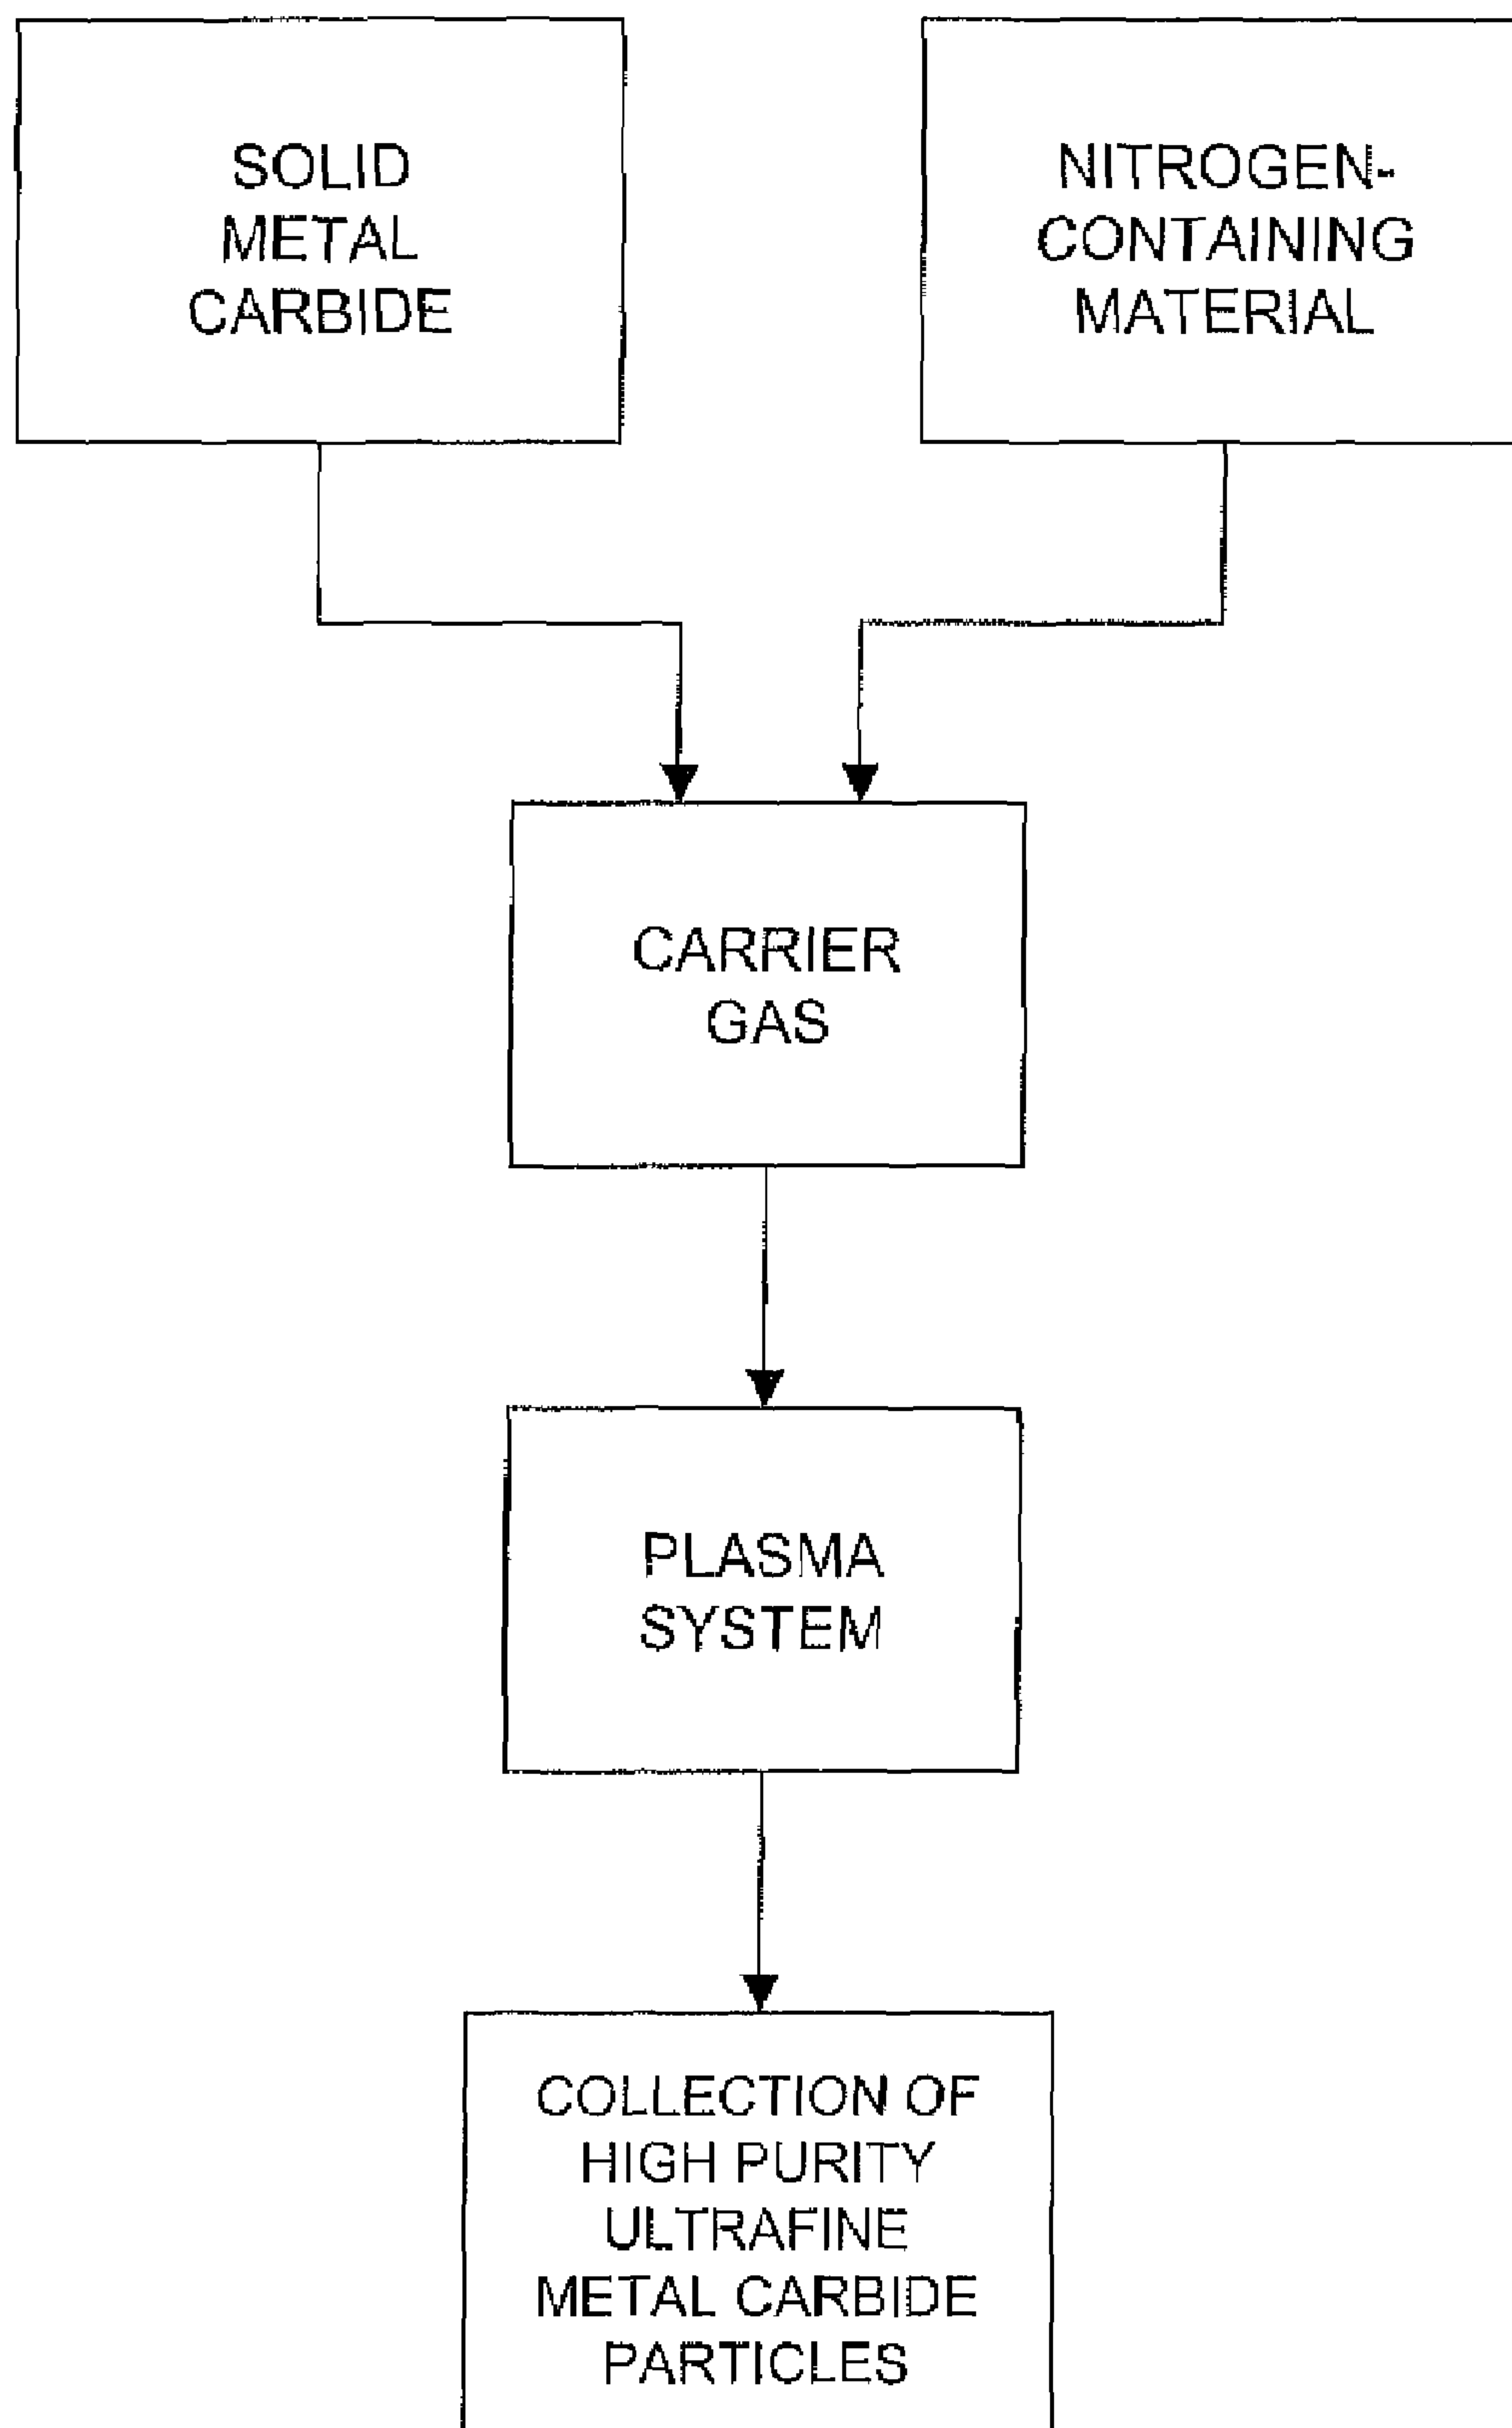 SOLID
METAL
CARBIDE
NITROGEN-
CONTAINING
MATERIAL
CARRIER
GAS
PLASMA
SYSTEM
COLLECTION OF
HIGH PURITY
ULTRAFINE
METAL CARBIDE
PARTICLES